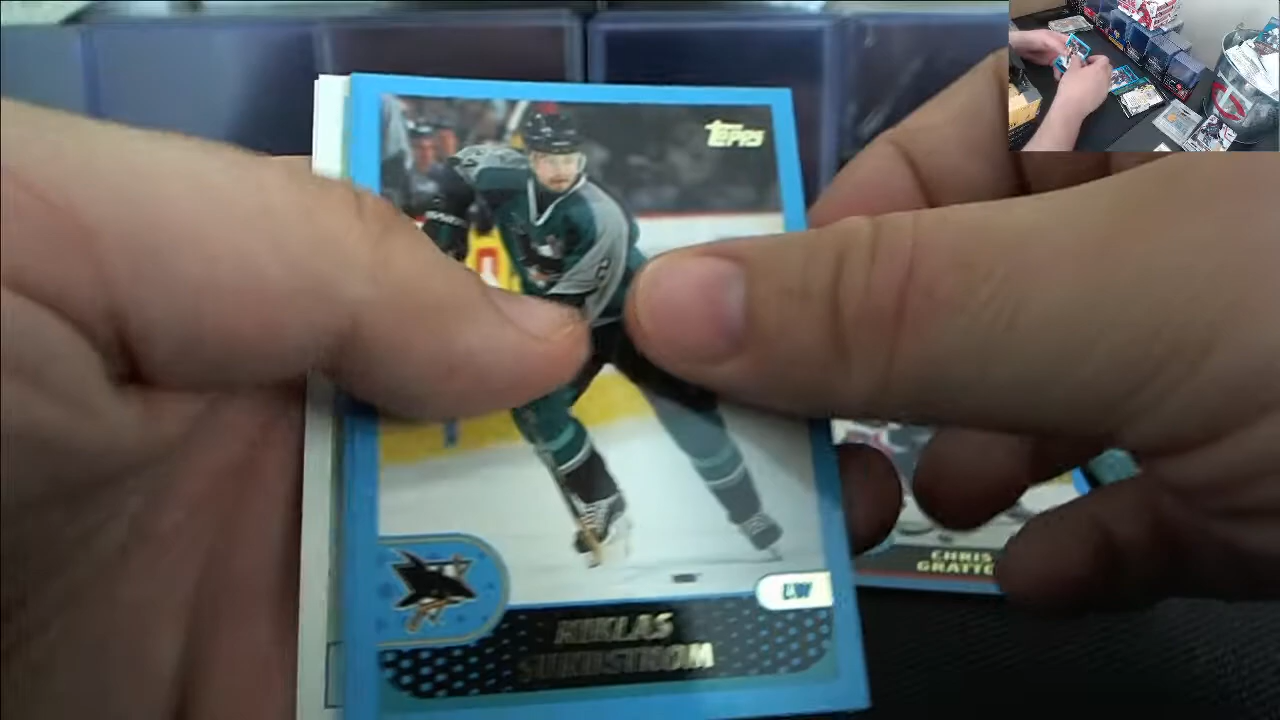 Topps
LW
NIKLAS
SUNDSTROM
CHRIS
GRATTO